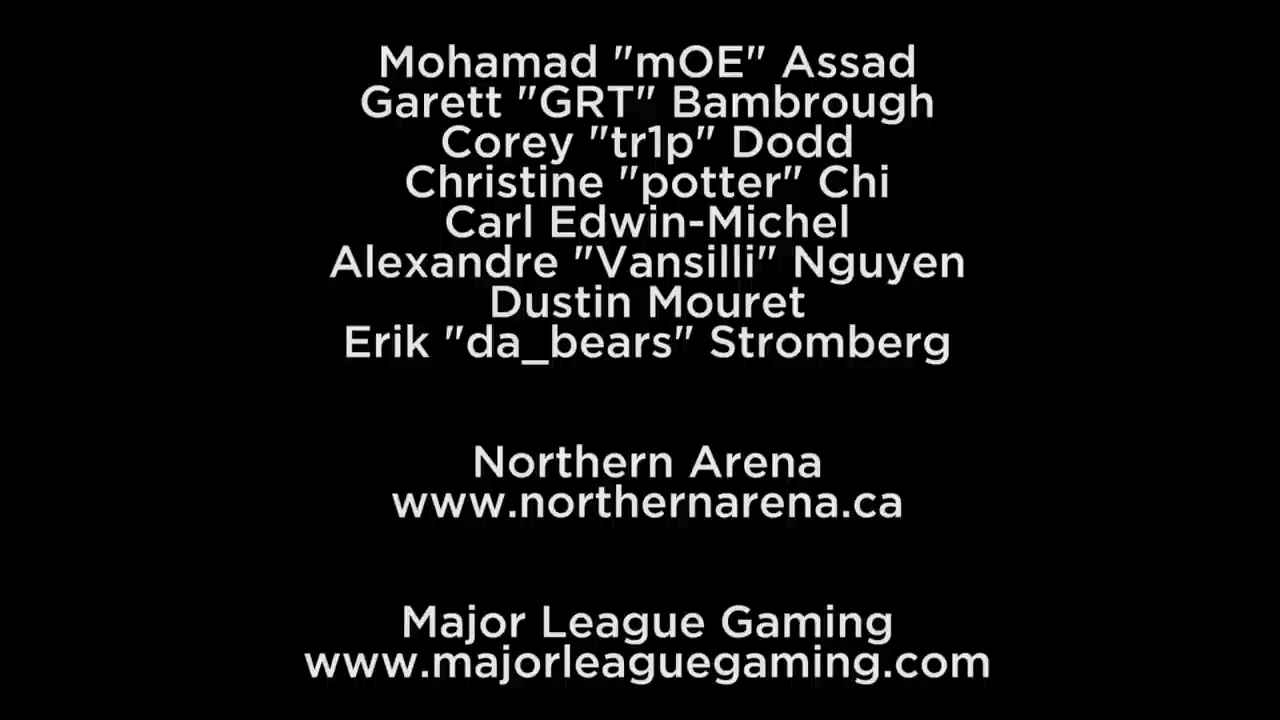 Mohamad "mOE" Assad
Garett "GRT" Bambrough
Corey "tr1p" Dodd
Christine "potter" Chi
Carl Edwin-Michel
Alexandre "Vansilli" Nguyen
Dustin Mouret
Erik "da_bears" Stromberg
Northern Arena
www.northernarena.ca
Major League Gaming
www.majorleaguegaming.com